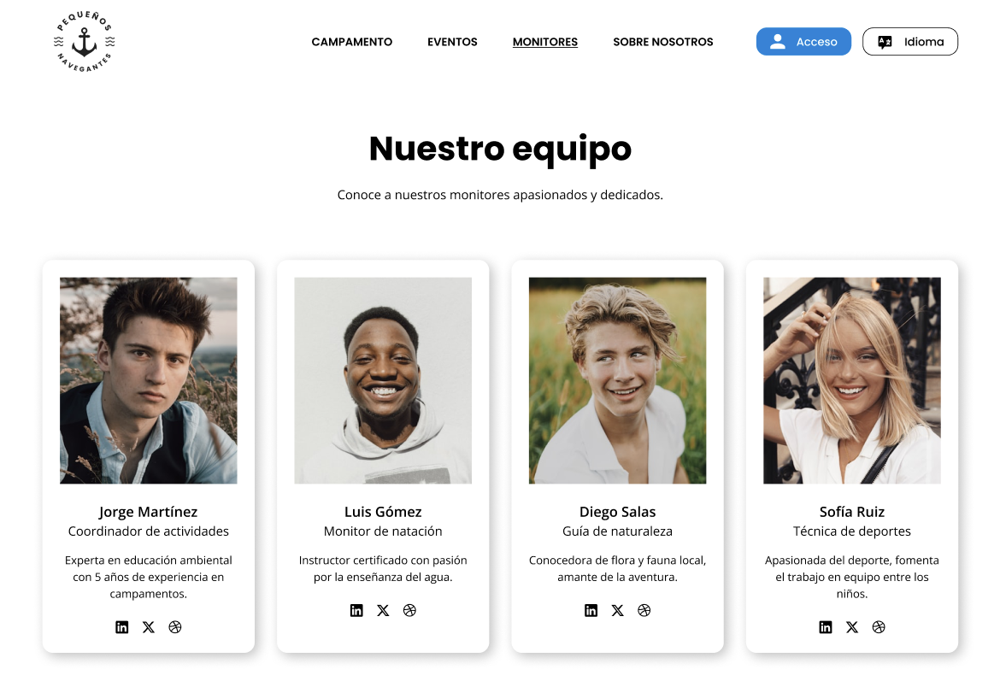 PEQUEÑOS
NAVEGANTES
CAMPAMENTO
EVENTOS
MONITORES
SOBRE NOSOTROS
Acceso
Idioma
Nuestro equipo
Conoce a nuestros monitores apasionados y dedicados.
Jorge Martínez
Coordinador de actividades
Experta en educación ambiental
con 5 años de experiencia en
campamentos.
Luis Gómez
Monitor de natación
Instructor certificado con pasión
por la enseñanza del agua.
Diego Salas
Guía de naturaleza
Conocedora de flora y fauna local,
amante de la aventura.
Sofía Ruiz
Técnica de deportes
Apasionada del deporte, fomenta
el trabajo en equipo entre los
niños.